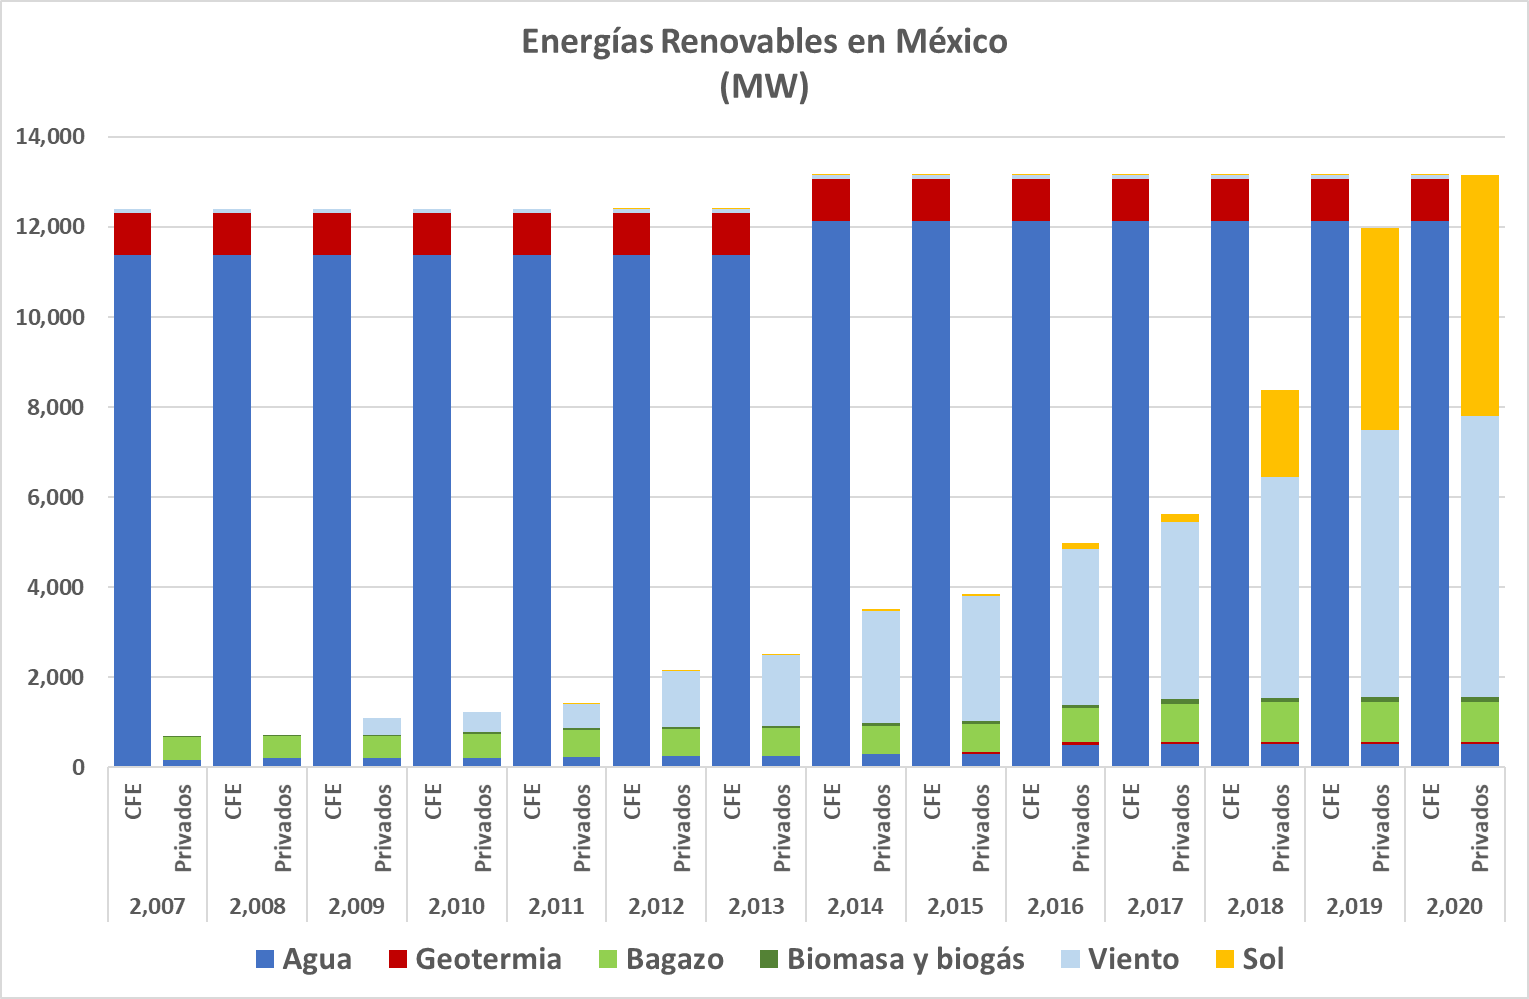 Energías Renovables en México
(MW)
14,000
12,000
10,000
8,000
6,000
4,000
2,000
0
CFE Privados CFE Privados CFE Privados CFE Privados CFE Privados CFE Privados CFE Privados CFE Privados CFE Privados CFE Privados CFE Privados CFE Privados CFE Privados CFE Privados
2,007 2,008 2,009 2,010 2,011 2,012 2,013 2,014 2,015 2,016 2,017 2,018 2,019 2,020
Agua Geotermia Bagazo Biomasa y biogás Viento Sol